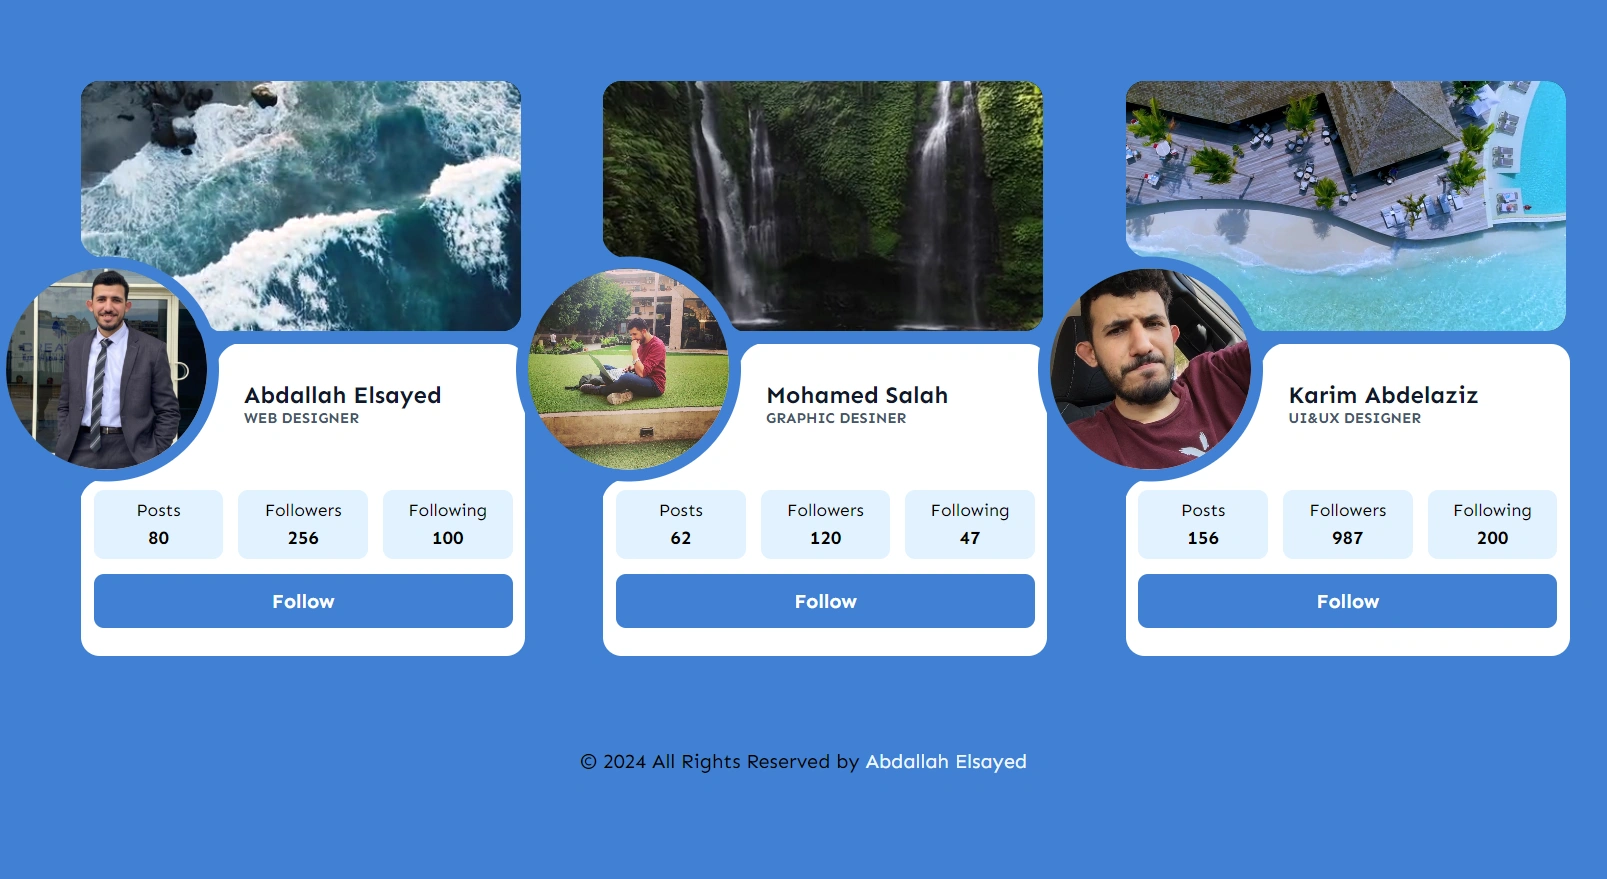 Abdallah Elsayed
WEB DESIGNER
Posts
80
Followers
256
Following
100
Follow
Mohamed Salah
GRAPHIC DESINER
Posts
62
Followers
120
Following
47
Follow
Karim Abdelaziz
UI&UX DESIGNER
Posts
156
Followers
987
Following
200
Follow
© 2024 All Rights Reserved by Abdallah Elsayed